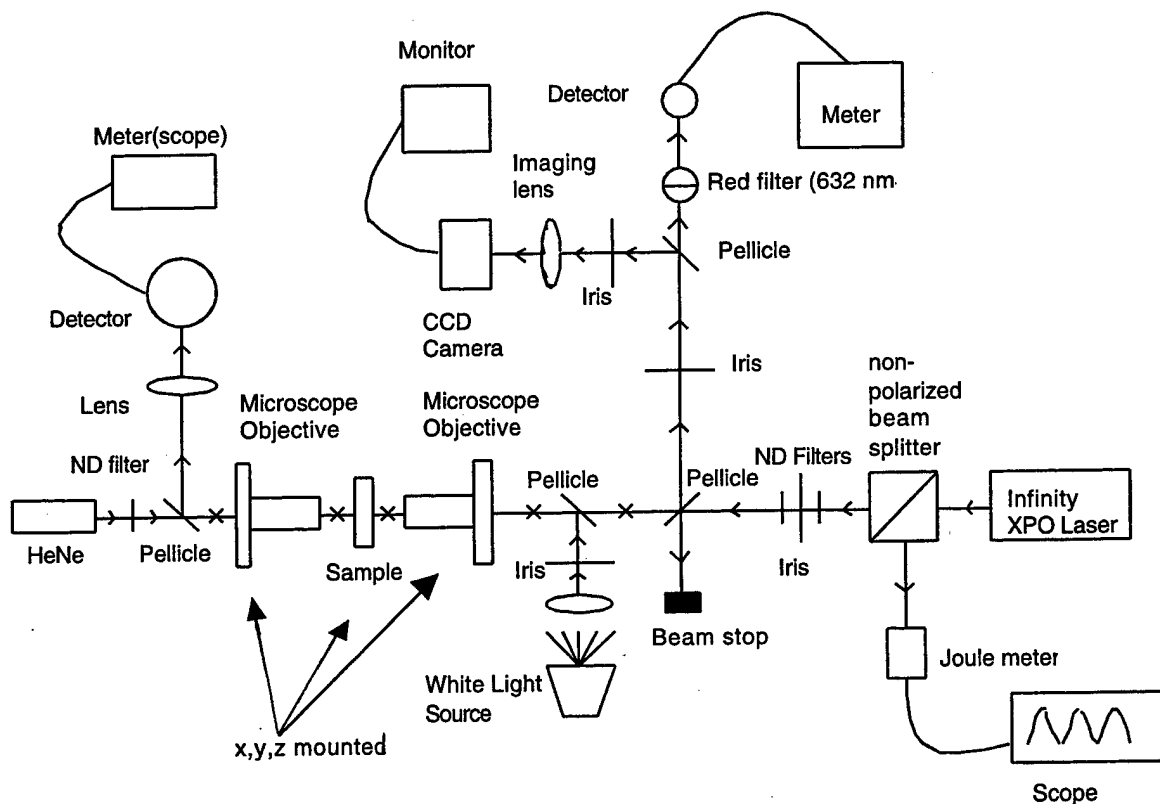 Monitor
Detector
Meter
Meter(scope)
Imaging
lens
Red filter (632 nm
Pellicle
Iris
Detector
CCD
Camera
Iris
non-
polarized
beam
splitter
Lens
Microscope
Objective
Microscope
Objective
ND filter
Pellicle
Pellicle
ND Filters
Infinity
XPO Laser
HeNe
Pellicle
Sample
Iris
Iris
Beam stop
Joule meter
White Light
Source
x,y,z mounted
Scope